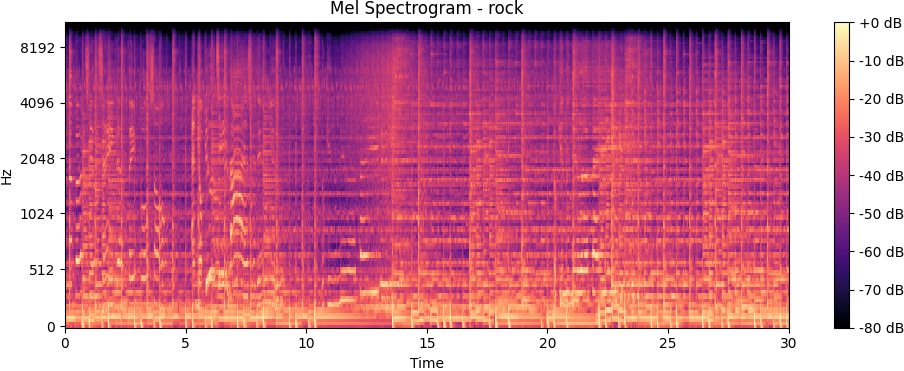 Mel Spectrogram - rock
8192
4096
2048
1024
512
0
Hz
0 5 10 15 20 25 30
Time
+0 dB
-10 dB
-20 dB
-30 dB
-40 dB
-50 dB
-60 dB
-70 dB
-80 dB